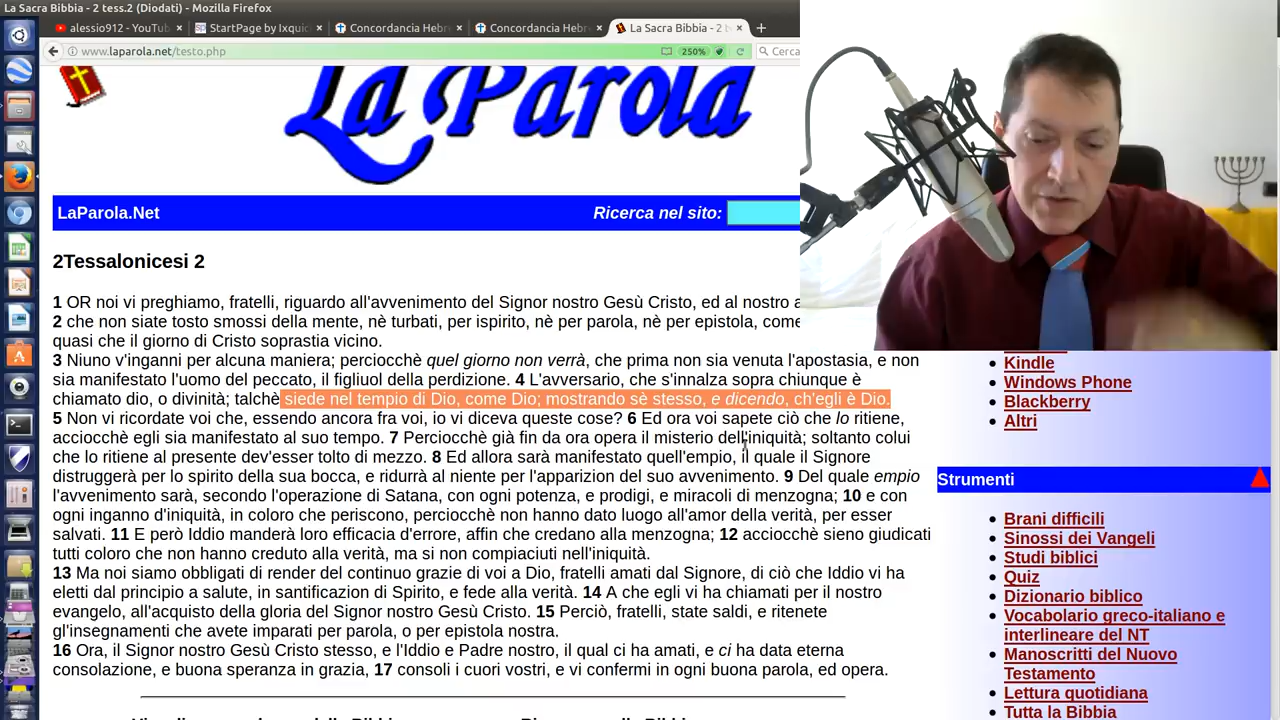 La Sacra Bibbia - 2 tess.2 (Diodati) - Mozilla Firefox
alessio912 - YouTub StartPage by Ixquic Concordancia Hebr Concordancia Hebr La Sacra Bibbia - 2 t
www.laparola.net/testo.php 250% Cerca
La Parola
LaParola.Net Ricerca nel sito:
2Tessalonicesi 2
1 OR noi vi preghiamo, fratelli, riguardo all'avvenimento del Signor nostro Gesù Cristo, ed al nostro a
2 che non siate tosto smossi della mente, nè turbati, per ispirito, nè per parola, nè per epistola, come
quasi che il giorno di Cristo soprastia vicino.
3 Niuno v'inganni per alcuna maniera; perciocchè quel giorno non verrà, che prima non sia venuta l'apostasia, e non
sia manifestato l'uomo del peccato, il figliuol della perdizione. 4 L'avversario, che s'innalza sopra chiunque è
chiamato dio, o divinità; talchè siede nel tempio di Dio, come Dio; mostrando sè stesso, e dicendo, ch'egli è Dio.
5 Non vi ricordate voi che, essendo ancora fra voi, io vi diceva queste cose? 6 Ed ora voi sapete ciò che lo ritiene,
acciocchè egli sia manifestato al suo tempo. 7 Perciocchè già fin da ora opera il misterio dell'iniquità; soltanto colui
che lo ritiene al presente dev'esser tolto di mezzo. 8 Ed allora sarà manifestato quell'empio, il quale il Signore
distruggerà per lo spirito della sua bocca, e ridurrà al niente per l'apparizion del suo avvenimento. 9 Del quale empio
l'avvenimento sarà, secondo l'operazione di Satana, con ogni potenza, e prodigi, e miracoli di menzogna; 10 e con
ogni inganno d'iniquità, in coloro che periscono, perciocchè non hanno dato luogo all'amor della verità, per esser
salvati. 11 E però Iddio manderà loro efficacia d'errore, affin che credano alla menzogna; 12 acciocchè sieno giudicati
tutti coloro che non hanno creduto alla verità, ma si son compiaciuti nell'iniquità.
13 Ma noi siamo obbligati di render del continuo grazie di voi a Dio, fratelli amati dal Signore, di ciò che Iddio vi ha
eletti dal principio a salute, in santificazion di Spirito, e fede alla verità. 14 A che egli vi ha chiamati per il nostro
evangelo, all'acquisto della gloria del Signor nostro Gesù Cristo. 15 Perciò, fratelli, state saldi, e ritenete
gl'insegnamenti che avete imparati per parola, o per epistola nostra.
16 Ora, il Signor nostro Gesù Cristo stesso, e l'Iddio e Padre nostro, il qual ci ha amati, e ci ha data eterna
consolazione, e buona speranza in grazia, 17 consoli i cuori vostri, e vi confermi in ogni buona parola, ed opera.
Kindle
Windows Phone
Blackberry
Altri
Strumenti
Brani difficili
Sinossi dei Vangeli
Studi biblici
Quiz
Dizionario biblico
Vocabolario greco-italiano e
interlineare del NT
Manoscritti del Nuovo
Testamento
Lettura quotidiana
Tutta la Bibbia